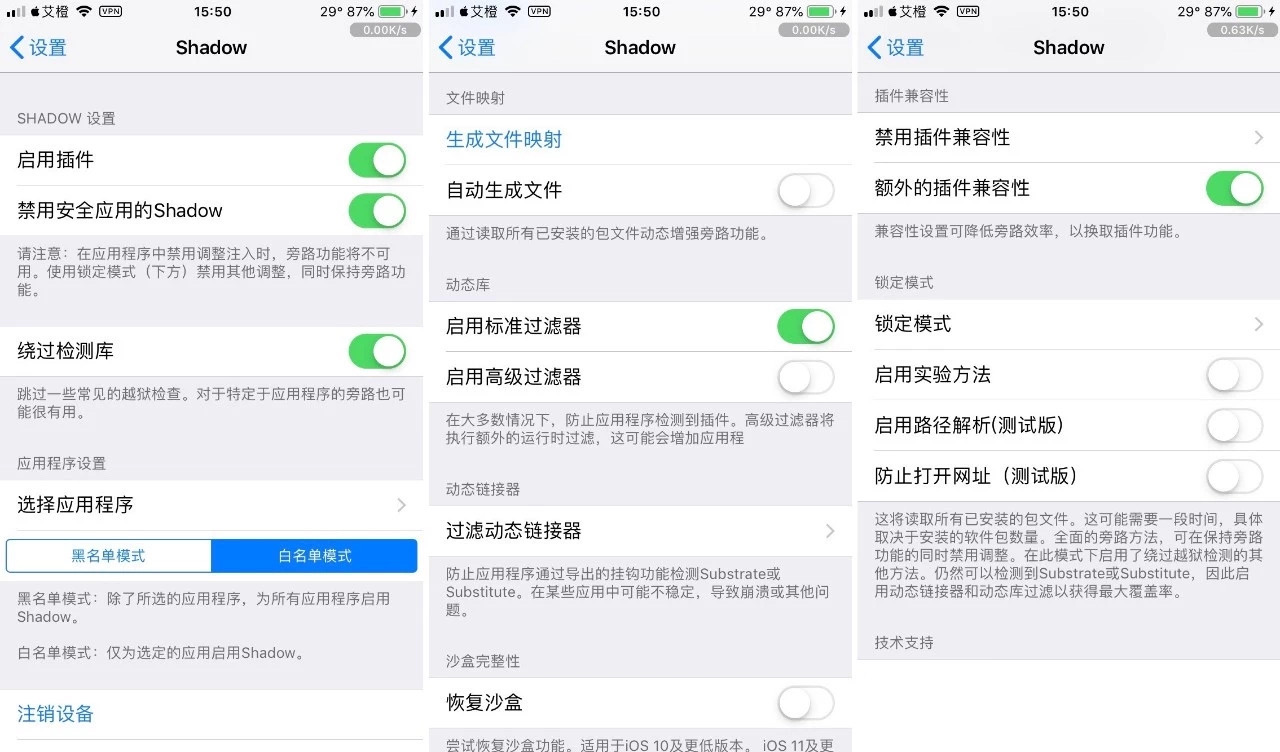 艾橙 VPN 15:50 29° 87%
0.00K/s
设置 Shadow
SHADOW 设置
启用插件
禁用安全应用的Shadow
请注意：在应用程序中禁用调整注入时，旁路功能将不可
用。使用锁定模式（下方）禁用其他调整，同时保持旁路功
能。
绕过检测库
跳过一些常见的越狱检查。对于特定于应用程序的旁路也可
能很有用。
应用程序设置
选择应用程序
黑名单模式 白名单模式
黑名单模式：除了所选的应用程序，为所有应用程序启用
Shadow。
白名单模式：仅为选定的应用启用Shadow。
注销设备
艾橙 VPN 15:50 29° 87%
0.00K/s
设置 Shadow
文件映射
生成文件映射
自动生成文件
通过读取所有已安装的包文件动态增强旁路功能。
动态库
启用标准过滤器
启用高级过滤器
在大多数情况下，防止应用程序检测到插件。高级过滤器将
执行额外的运行时过滤，这可能会增加应用程
动态链接器
过滤动态链接器
防止应用程序通过导出的挂钩功能检测Substrate或
Substitute。在某些应用中可能不稳定，导致崩溃或其他问
题。
沙盒完整性
恢复沙盒
尝试恢复沙盒功能。适用于iOS 10及更低版本。 iOS 11及更
艾橙 VPN 15:50 29° 87%
0.63K/s
设置 Shadow
插件兼容性
禁用插件兼容性
额外的插件兼容性
兼容性设置可降低旁路效率，以换取插件功能。
锁定模式
锁定模式
启用实验方法
启用路径解析(测试版)
防止打开网址（测试版）
这将读取所有已安装的包文件。这可能需要一段时间，具体
取决于安装的软件包数量。全面的旁路方法，可在保持旁路
功能的同时禁用调整。在此模式下启用了绕过越狱检测的其
他方法。仍然可以检测到Substrate或Substitute，因此启
用动态链接器和动态库过滤以获得最大覆盖率。
技术支持